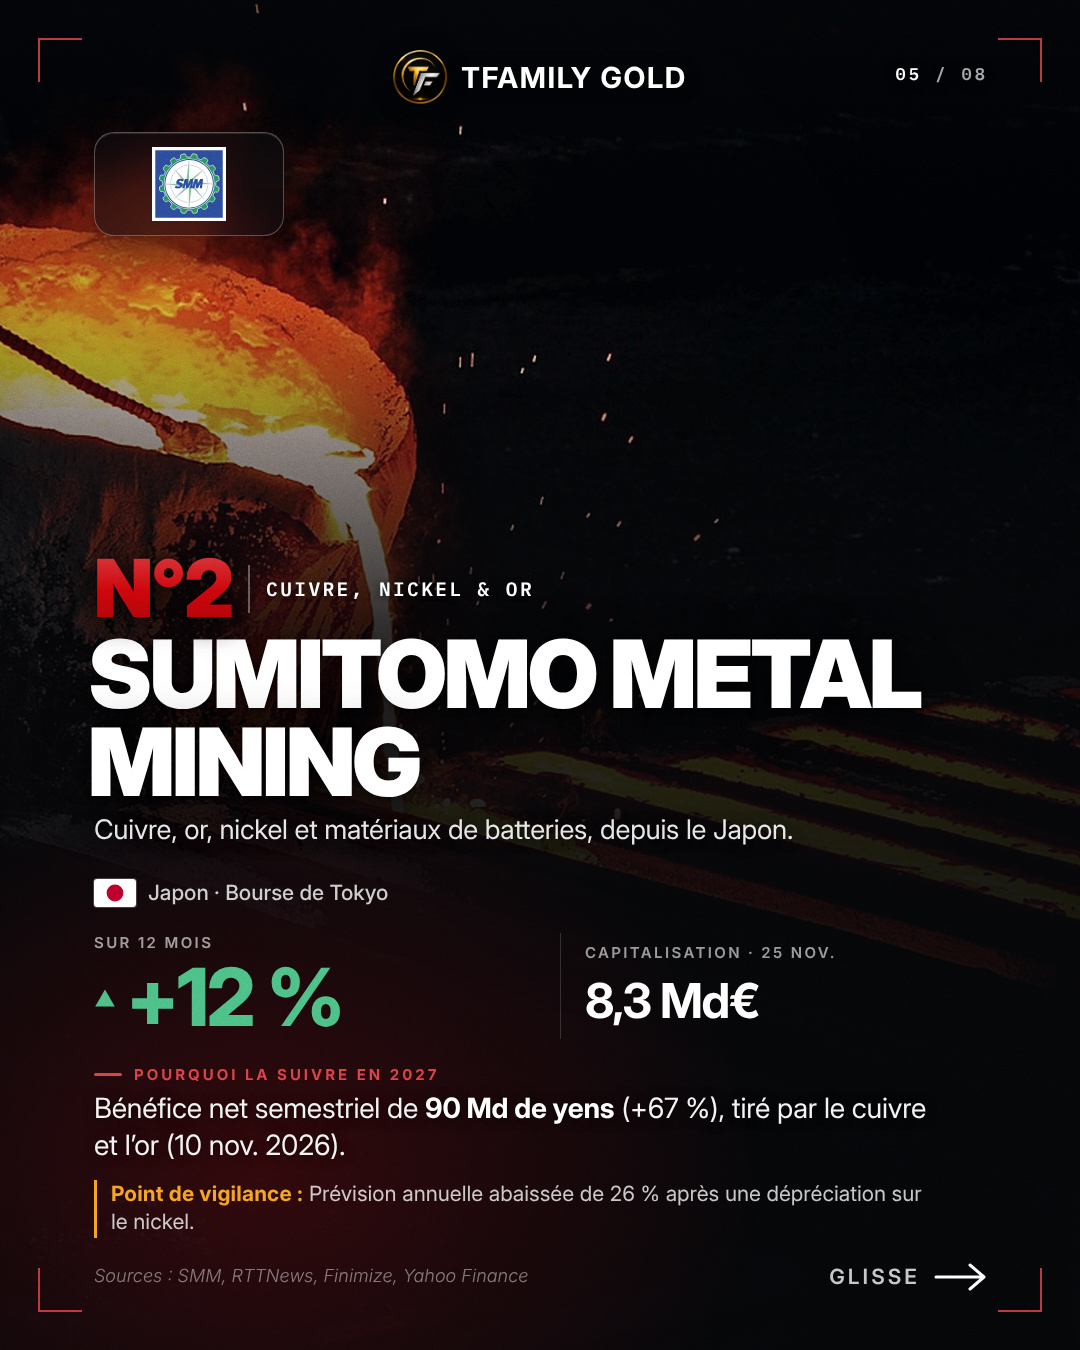 TFAMILY GOLD
05 / 08
SMM
N°2
CUIVRE, NICKEL & OR
SUMITOMO METAL
MINING
Cuivre, or, nickel et matériaux de batteries, depuis le Japon.
Japon · Bourse de Tokyo
SUR 12 MOIS
▲ +12 %
CAPITALISATION · 25 NOV.
8,3 Md€
POURQUOI LA SUIVRE EN 2027
Bénéfice net semestriel de 90 Md de yens (+67 %), tiré par le cuivre
et l’or (10 nov. 2026).
Point de vigilance : Prévision annuelle abaissée de 26 % après une dépréciation sur
le nickel.
Sources : SMM, RTTNews, Finimize, Yahoo Finance
GLISSE